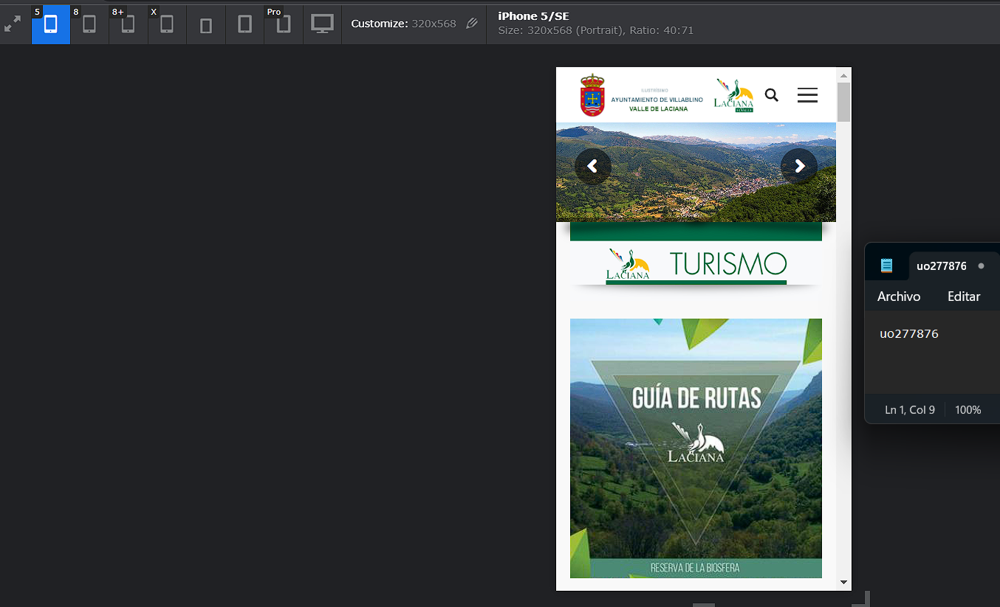 5
8
8+
X
Pro
Customize: 320x568
iPhone 5/SE
Size: 320x568 (Portrait), Ratio: 40:71
ILUSTRÍSIMO
AYUNTAMIENTO DE VILLABLINO
VALLE DE LACIANA
LACIANA
LACIANA TURISMO
GUÍA DE RUTAS
LACIANA
RESERVA DE LA BIOSFERA
uo277876
Archivo Editar
uo277876
Ln 1, Col 9 100%